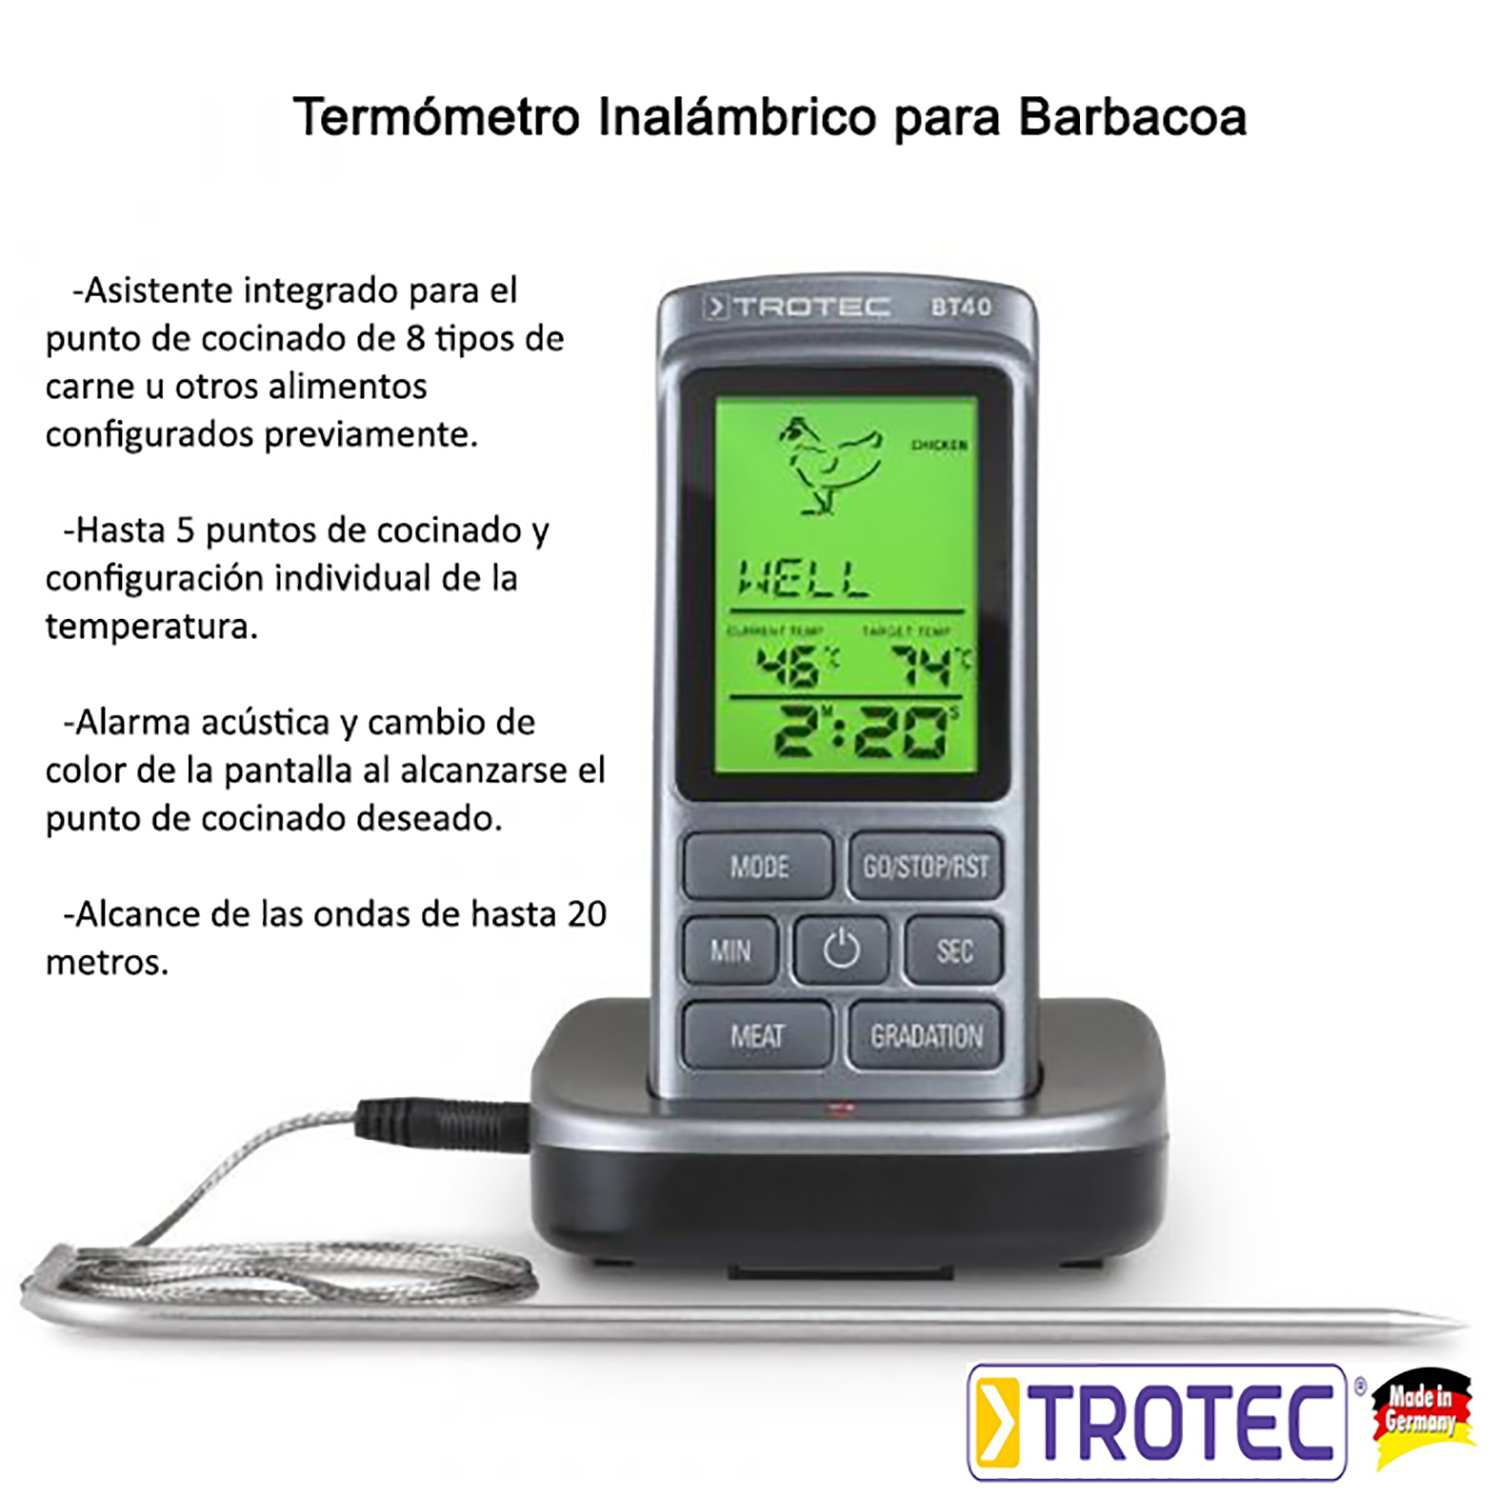 Termómetro Inalámbrico para Barbacoa
-Asistente integrado para el
punto de cocinado de 8 tipos de
carne u otros alimentos
configurados previamente.
-Hasta 5 puntos de cocinado y
configuración individual de la
temperatura.
-Alarma acústica y cambio de
color de la pantalla al alcanzarse el
punto de cocinado deseado.
-Alcance de las ondas de hasta 20
metros.
TROTEC BT40
CHICKEN
WELL
CURRENT TEMP TARGET TEMP
46°C 74°C
2:20 M S
MODE GO/STOP/RST
MIN SEC
MEAT GRADATION
TROTEC®
Made in
Germany